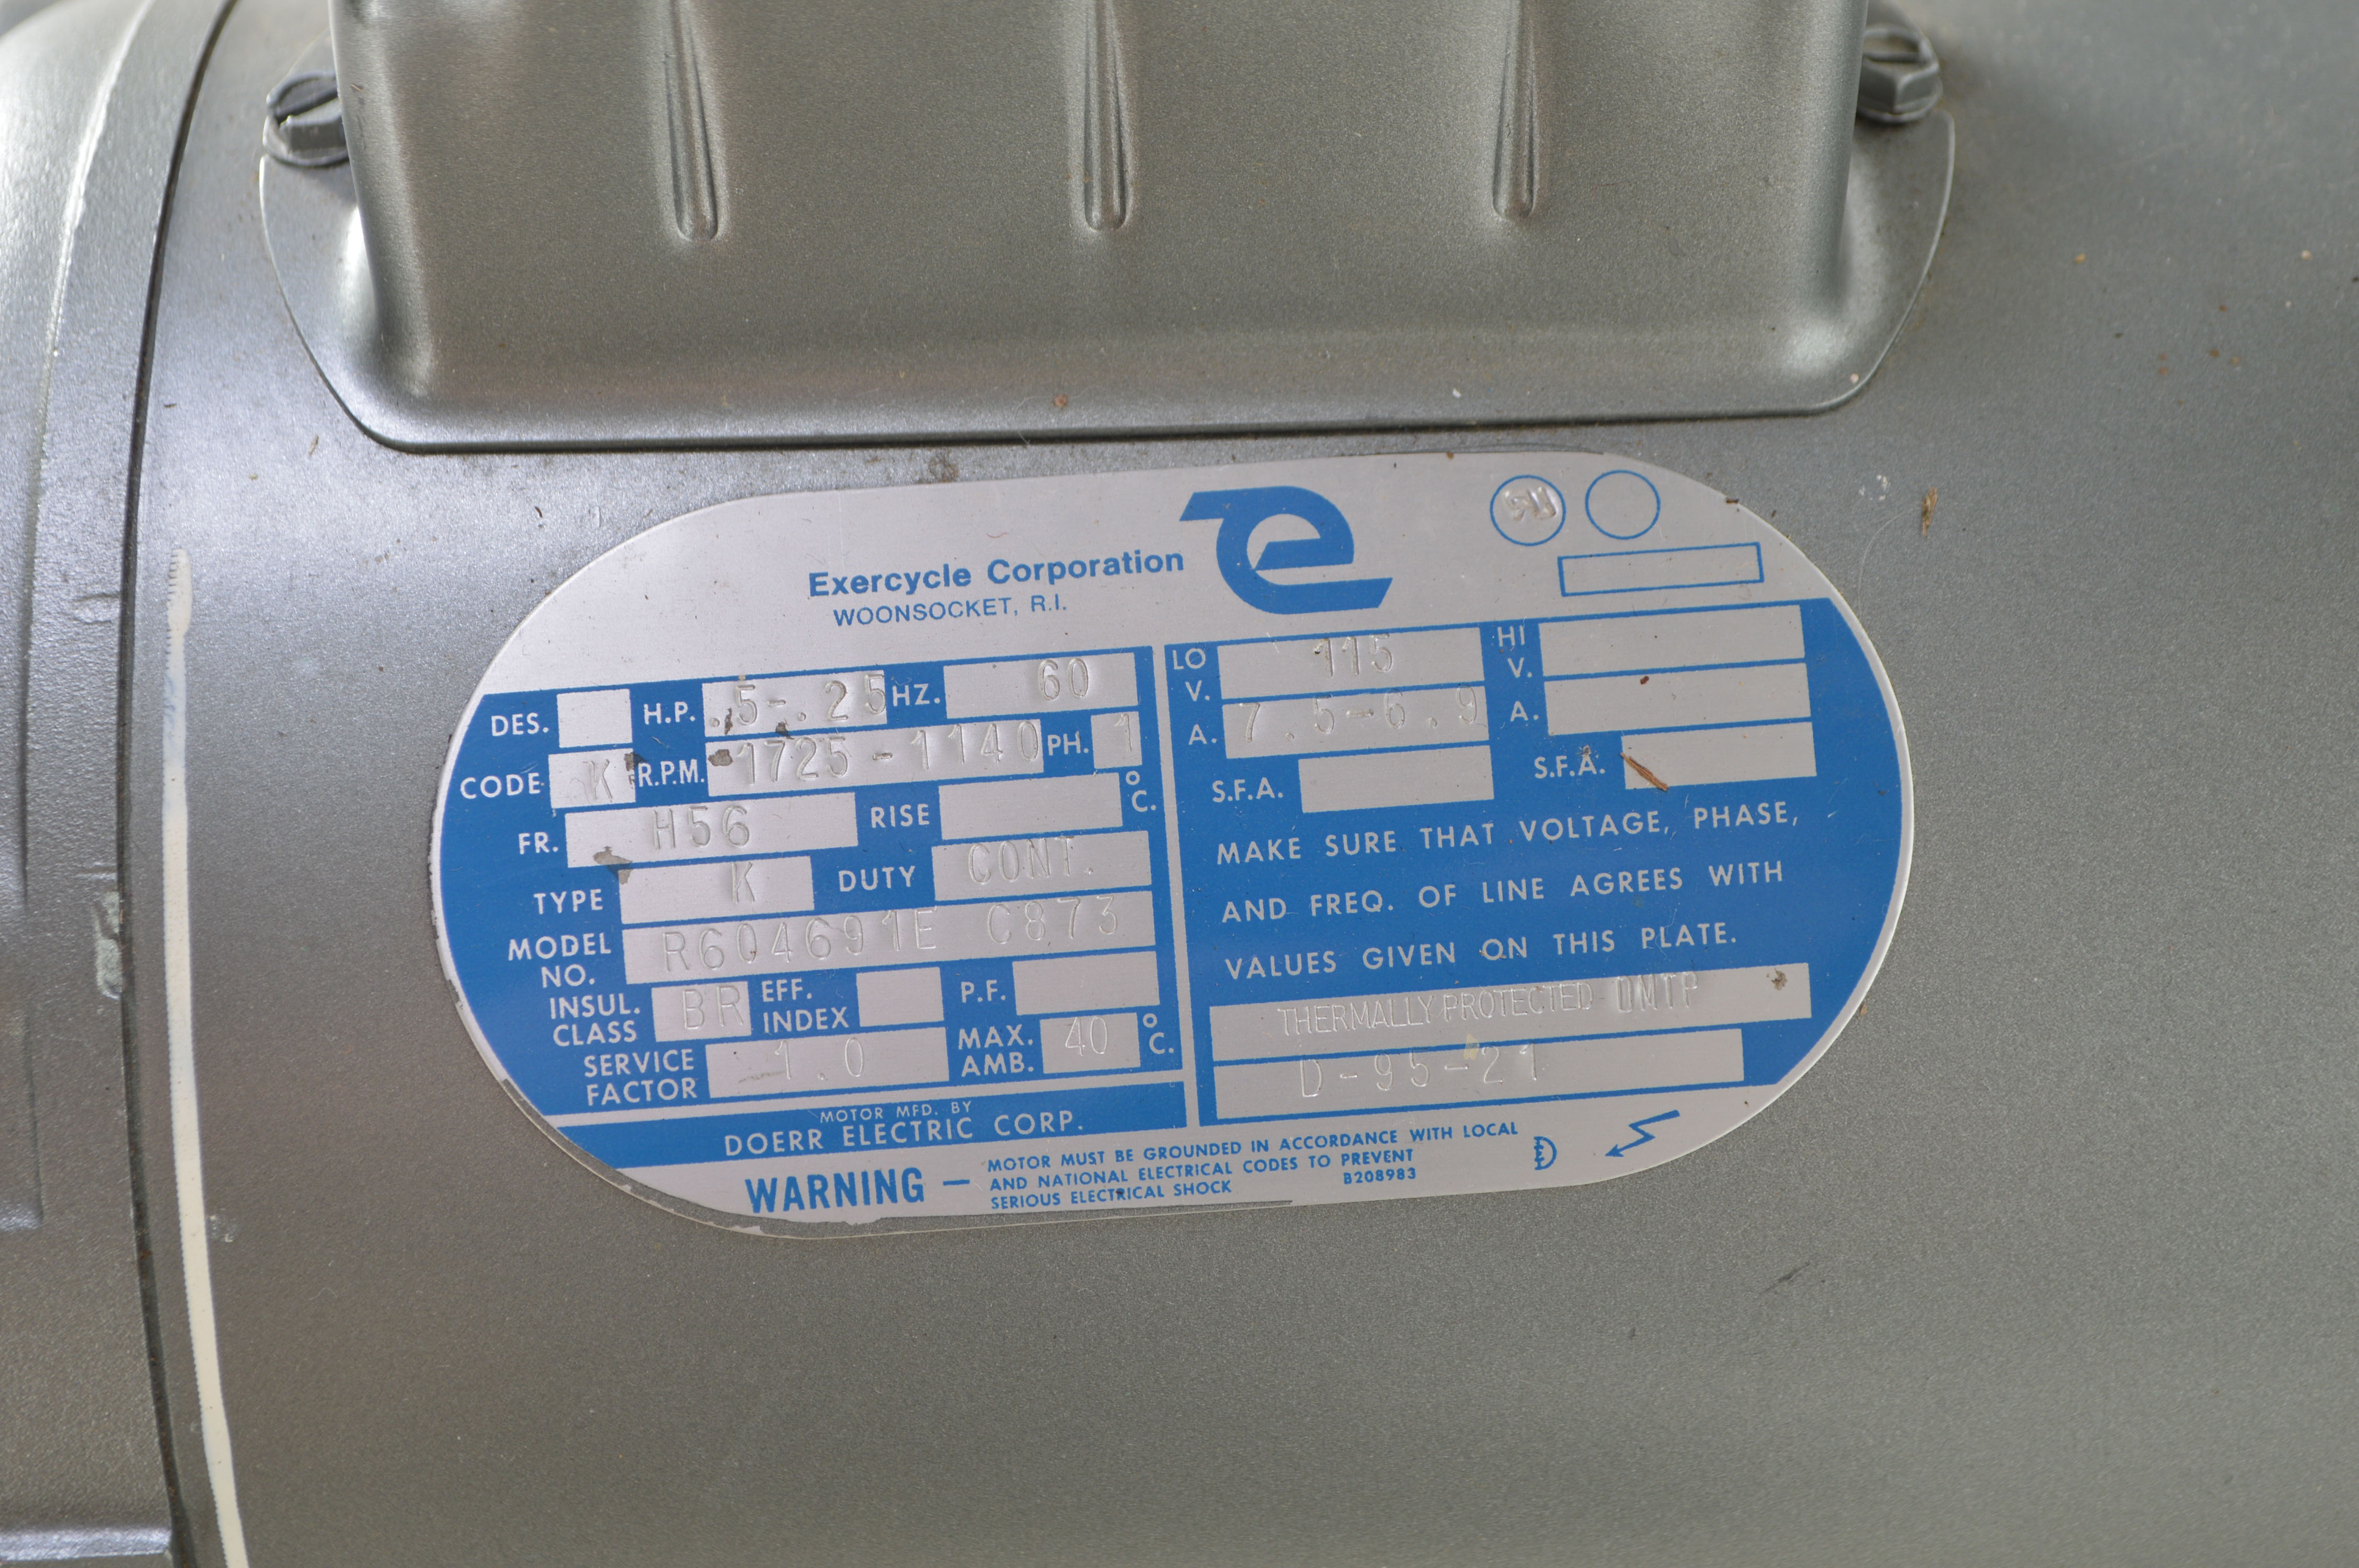 Exercycle Corporation
WOONSOCKET, R.I.
DES. H.P. .5-.25 HZ. 60
CODE K R.P.M. 1725-1140 PH. 1
FR. H56 RISE °C.
TYPE K DUTY CONT.
MODEL NO. R604691E C873
INSUL. CLASS BR EFF. INDEX P.F.
SERVICE FACTOR 1.0 MAX. AMB. 40 °C.
MOTOR MFD. BY
DOERR ELECTRIC CORP.
LO V. 115 HI V.
A. 7.5-6.9 A.
S.F.A. S.F.A.
MAKE SURE THAT VOLTAGE, PHASE,
AND FREQ. OF LINE AGREES WITH
VALUES GIVEN ON THIS PLATE.
THERMALLY PROTECTED DMTP
D-95-21
WARNING — MOTOR MUST BE GROUNDED IN ACCORDANCE WITH LOCAL
AND NATIONAL ELECTRICAL CODES TO PREVENT
SERIOUS ELECTRICAL SHOCK
B208983